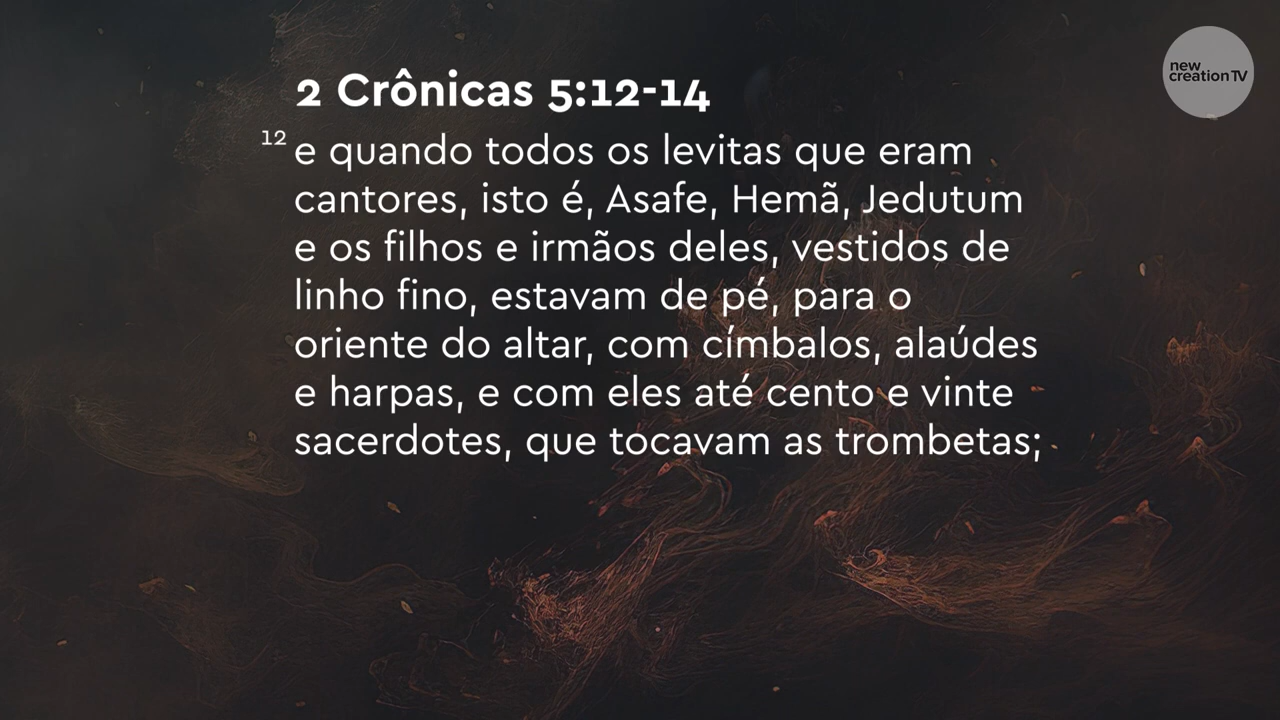 new
creation TV
2 Crônicas 5:12-14
12 e quando todos os levitas que eram
cantores, isto é, Asafe, Hemã, Jedutum
e os filhos e irmãos deles, vestidos de
linho fino, estavam de pé, para o
oriente do altar, com címbalos, alaúdes
e harpas, e com eles até cento e vinte
sacerdotes, que tocavam as trombetas;